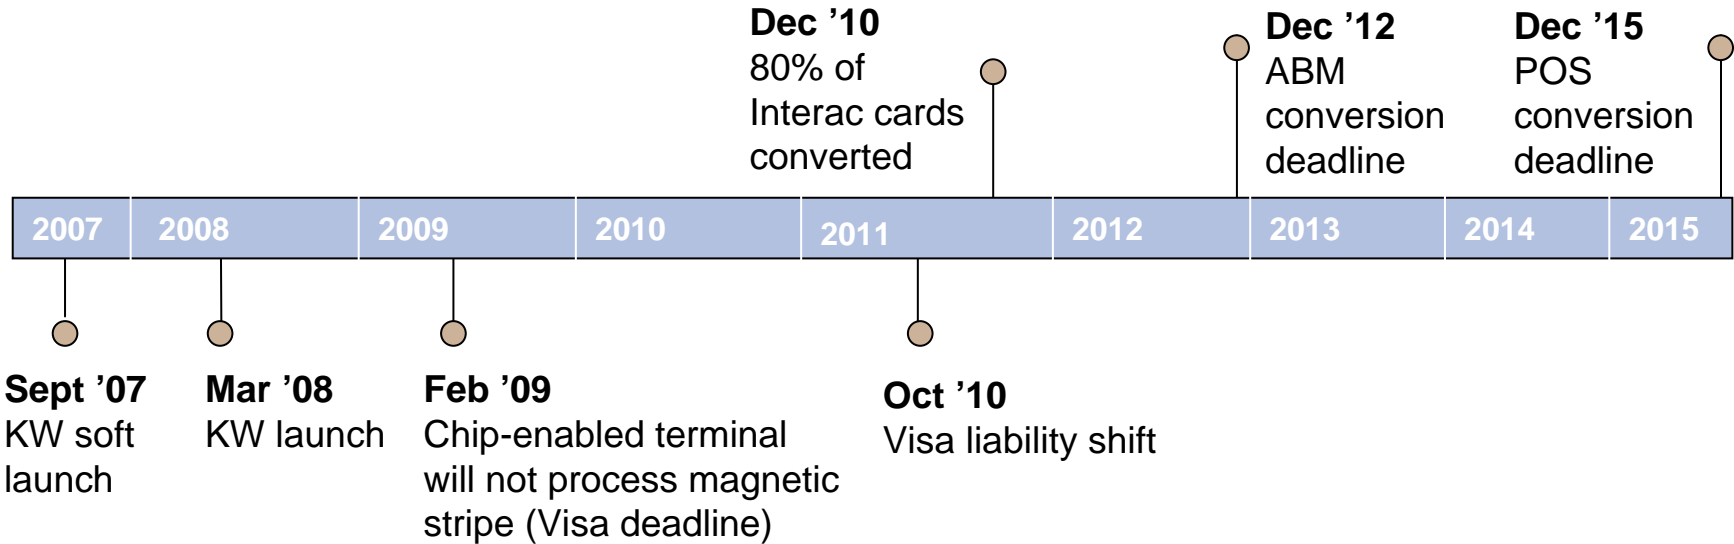 Dec ’10
80% of
Interac cards
converted
Dec ’12
ABM
conversion
deadline
Dec ’15
POS
conversion
deadline
2007 2008 2009 2010 2011 2012 2013 2014 2015
Sept ’07
KW soft
launch
Mar ’08
KW launch
Feb ’09
Chip-enabled terminal
will not process magnetic
stripe (Visa deadline)
Oct ’10
Visa liability shift